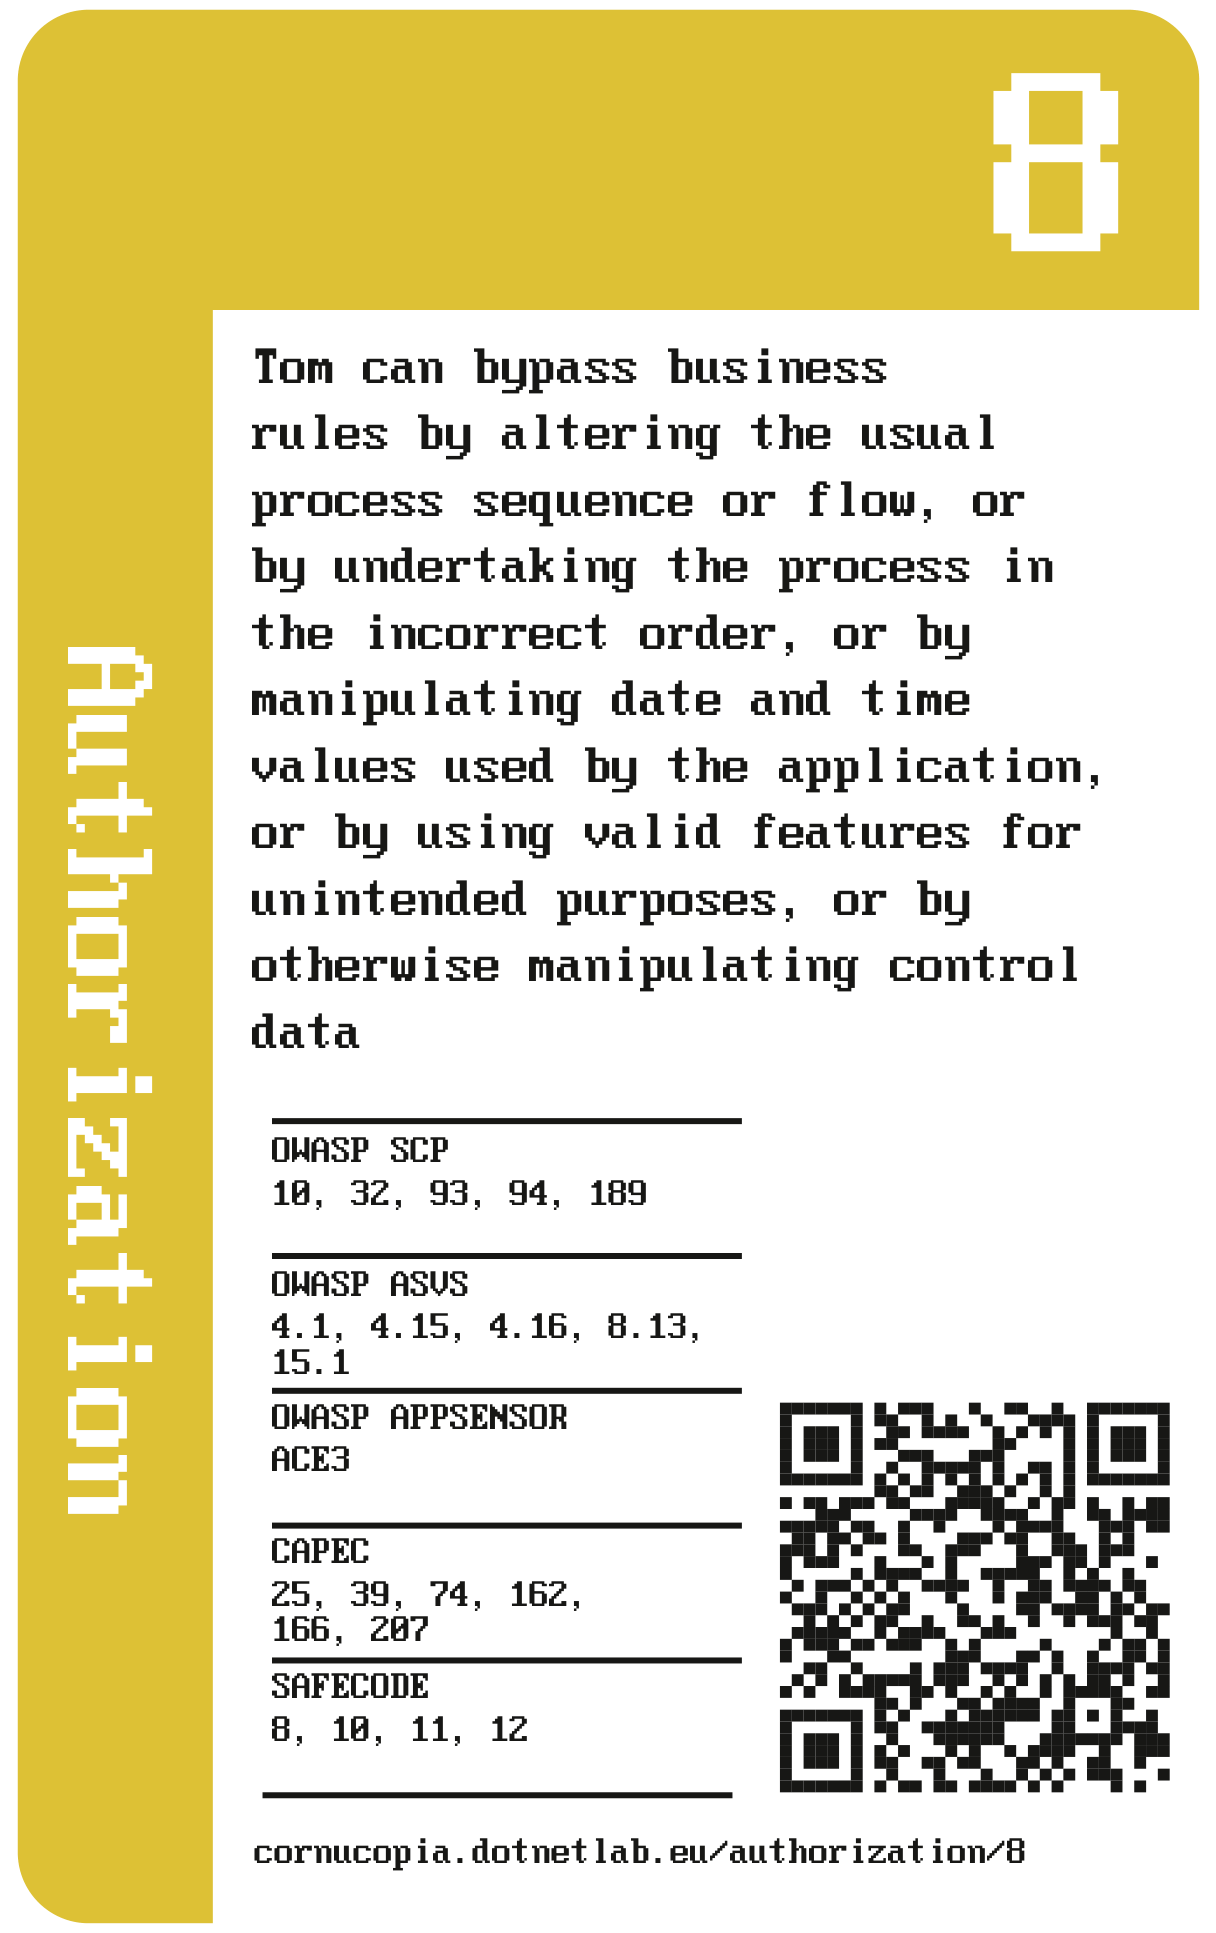 8
Authorization
Tom can bypass business
rules by altering the usual
process sequence or flow, or
by undertaking the process in
the incorrect order, or by
manipulating date and time
values used by the application,
or by using valid features for
unintended purposes, or by
otherwise manipulating control
data
OWASP SCP
10, 32, 93, 94, 189
OWASP ASVS
4.1, 4.15, 4.16, 8.13,
15.1
OWASP APPSENSOR
ACE3
CAPEC
25, 39, 74, 162,
166, 207
SAFECODE
8, 10, 11, 12
cornucopia.dotnetlab.eu/authorization/8